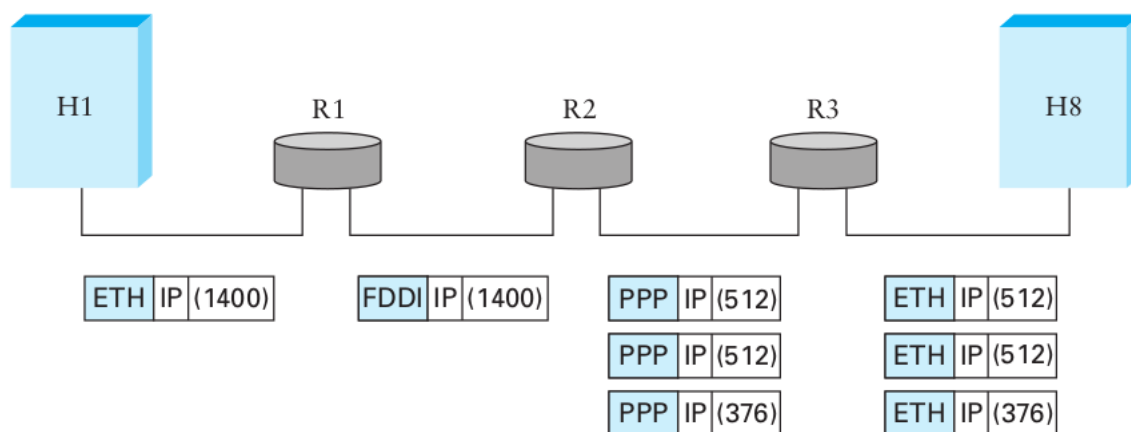 H1
R1
R2
R3
H8
ETH IP (1400)
FDDI IP (1400)
PPP IP (512)
ETH IP (512)
PPP IP (512)
ETH IP (512)
PPP IP (376)
ETH IP (376)